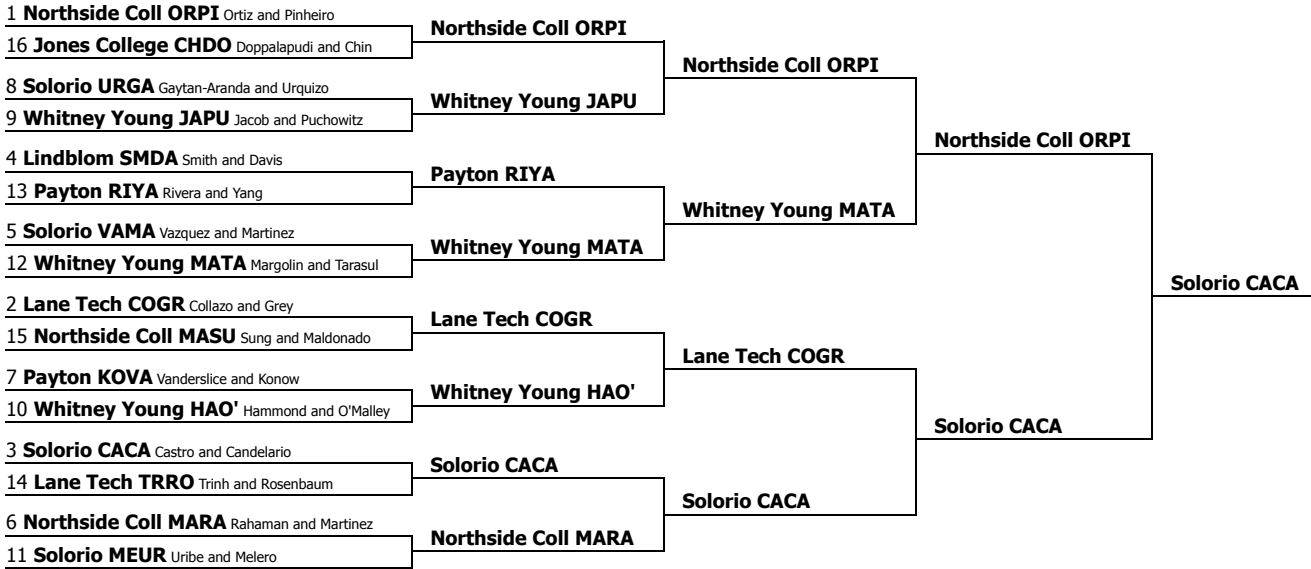 1 Northside Coll ORPI Ortiz and Pinheiro
16 Jones College CHDO Doppalapudi and Chin
8 Solorio URGA Gaytan-Aranda and Urquizo
9 Whitney Young JAPU Jacob and Puchowitz
4 Lindblom SMDA Smith and Davis
13 Payton RIYA Rivera and Yang
5 Solorio VAMA Vazquez and Martinez
12 Whitney Young MATA Margolin and Tarasul
2 Lane Tech COGR Collazo and Grey
15 Northside Coll MASU Sung and Maldonado
7 Payton KOVA Vanderslice and Konow
10 Whitney Young HAO' Hammond and O'Malley
3 Solorio CACA Castro and Candelario
14 Lane Tech TRRO Trinh and Rosenbaum
6 Northside Coll MARA Rahaman and Martinez
11 Solorio MEUR Uribe and Melero
Northside Coll ORPI
Whitney Young JAPU
Payton RIYA
Whitney Young MATA
Lane Tech COGR
Whitney Young HAO'
Solorio CACA
Northside Coll MARA
Northside Coll ORPI
Whitney Young MATA
Lane Tech COGR
Solorio CACA
Northside Coll ORPI
Solorio CACA
Solorio CACA